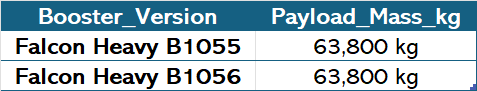 Booster_Version Payload_Mass_kg
Falcon Heavy B1055 63,800 kg
Falcon Heavy B1056 63,800 kg